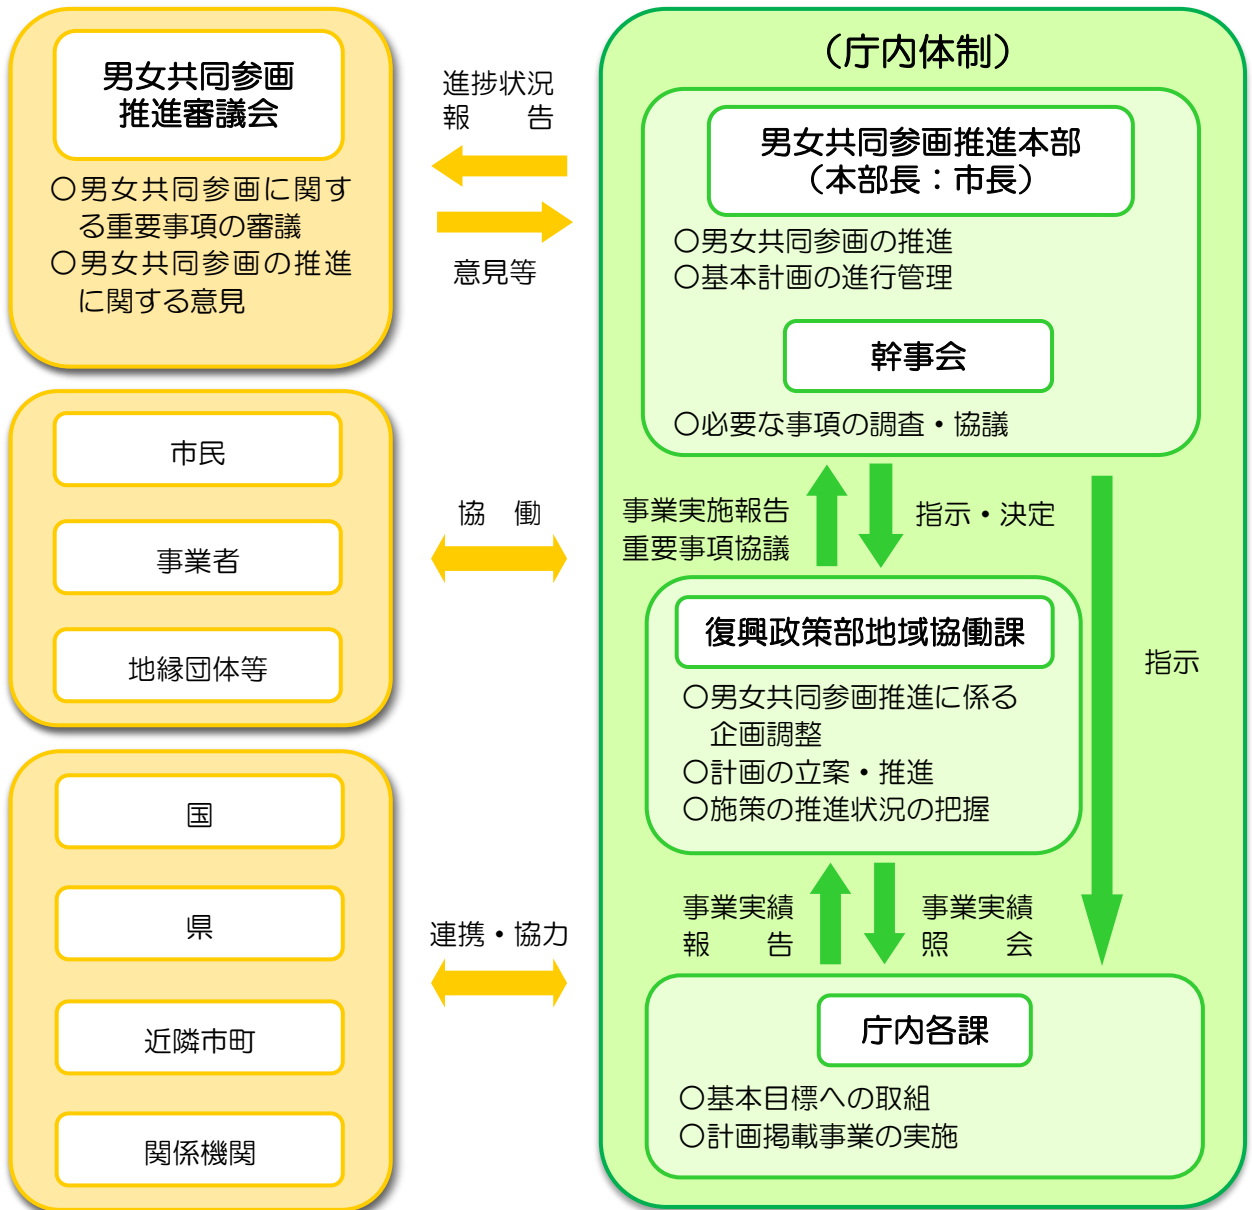 男女共同参画
推進審議会
〇男女共同参画に関す
る重要事項の審議
〇男女共同参画の推進
に関する意見
進捗状況
報　　告
意見等
（庁内体制）
男女共同参画推進本部
（本部長：市長）
〇男女共同参画の推進
〇基本計画の進行管理
幹事会
〇必要な事項の調査・協議
市民
事業者
地縁団体等
協　働
事業実施報告
重要事項協議
指示・決定
指示
復興政策部地域協働課
〇男女共同参画推進に係る
企画調整
〇計画の立案・推進
〇施策の推進状況の把握
国
県
近隣市町
関係機関
連携・協力
事業実績
報　　告
事業実績
照　　会
庁内各課
〇基本目標への取組
〇計画掲載事業の実施